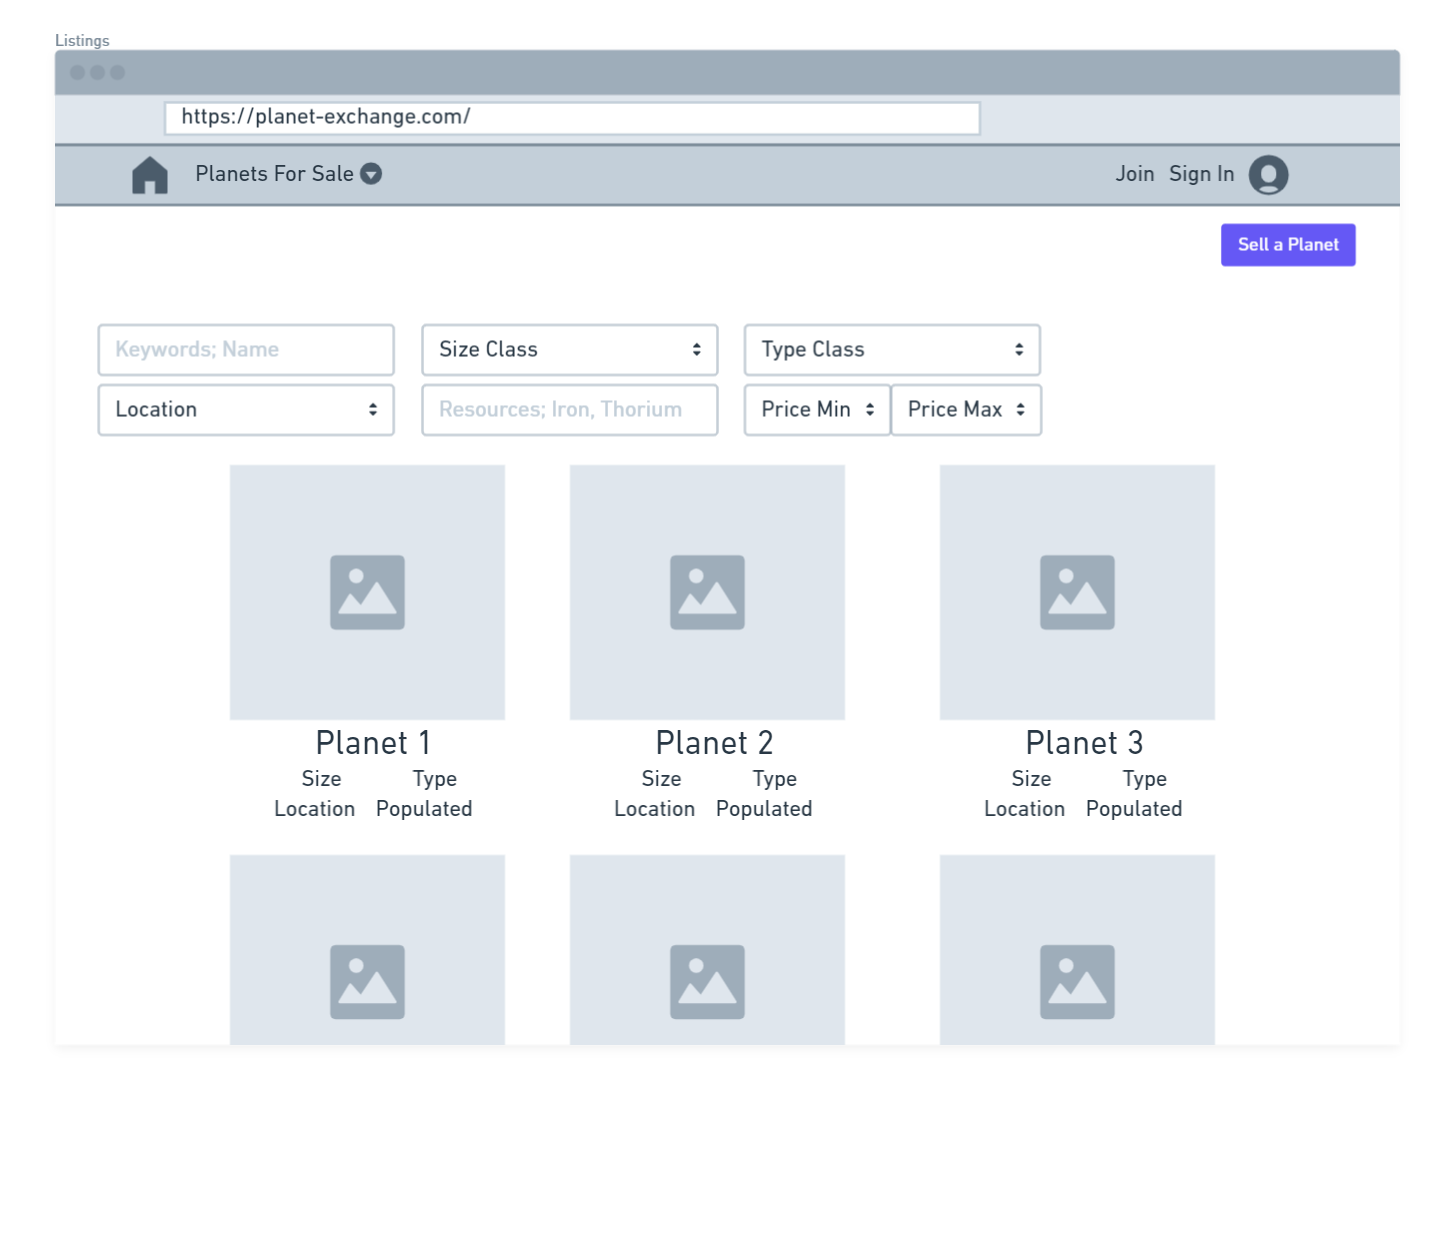 Listings
https://planet-exchange.com/
Planets For Sale Join Sign In
Sell a Planet
Keywords; Name Size Class Type Class
Location Resources; Iron, Thorium Price Min Price Max
Planet 1 Planet 2 Planet 3
Size Type Size Type Size Type
Location Populated Location Populated Location Populated